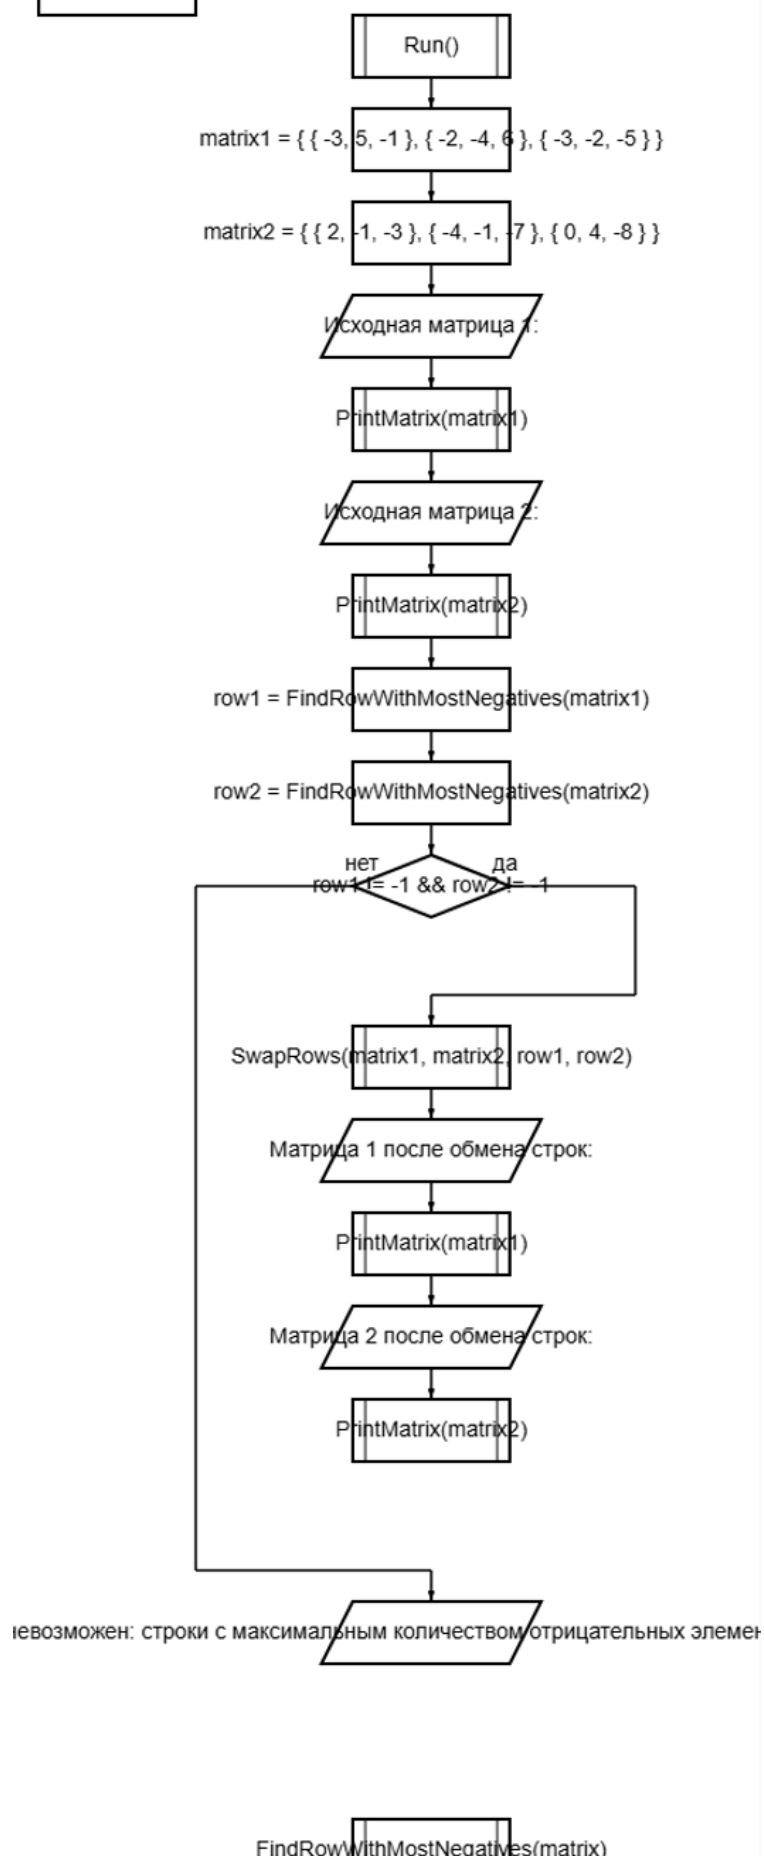 Run()
matrix1 = { { -3, 5, -1 }, { -2, -4, 6 }, { -3, -2, -5 } }
matrix2 = { { 2, -1, -3 }, { -4, -1, -7 }, { 0, 4, -8 } }
Исходная матрица 1:
PrintMatrix(matrix1)
Исходная матрица 2:
PrintMatrix(matrix2)
row1 = FindRowWithMostNegatives(matrix1)
row2 = FindRowWithMostNegatives(matrix2)
нет да
row1 != -1 && row2 != -1
SwapRows(matrix1, matrix2, row1, row2)
Матрица 1 после обмена строк:
PrintMatrix(matrix1)
Матрица 2 после обмена строк:
PrintMatrix(matrix2)
невозможен: строки с максимальным количеством отрицательных элемен
FindRowWithMostNegatives(matrix)